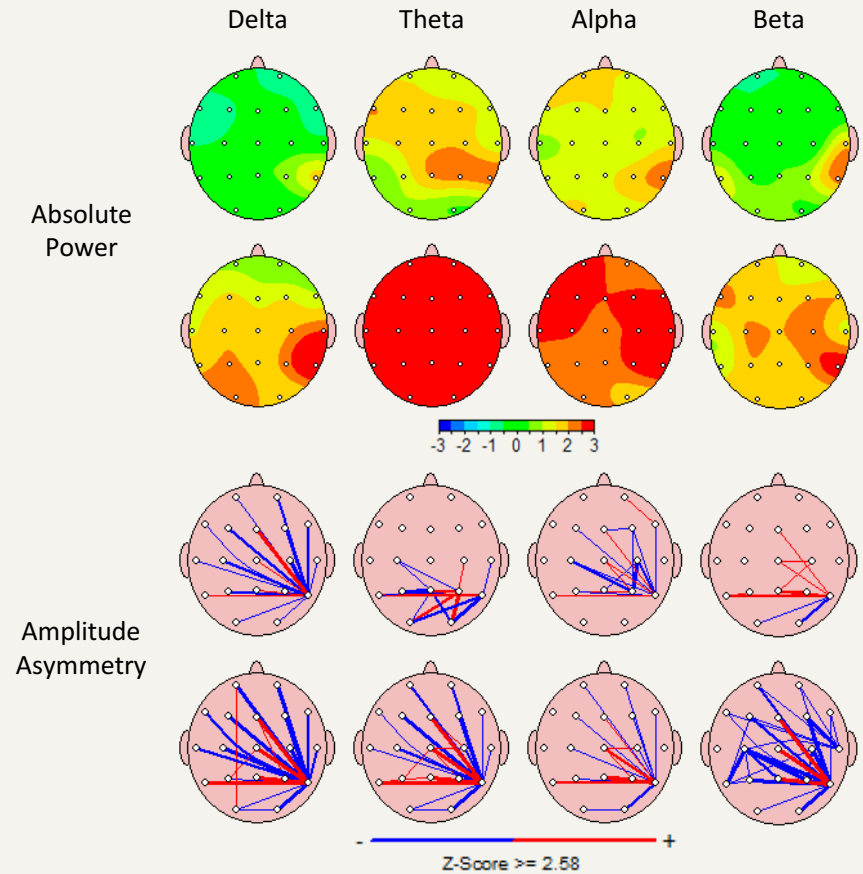 Delta Theta Alpha Beta
Absolute
Power
-3 -2 -1 0 1 2 3
Amplitude
Asymmetry
- +
Z-Score >= 2.58